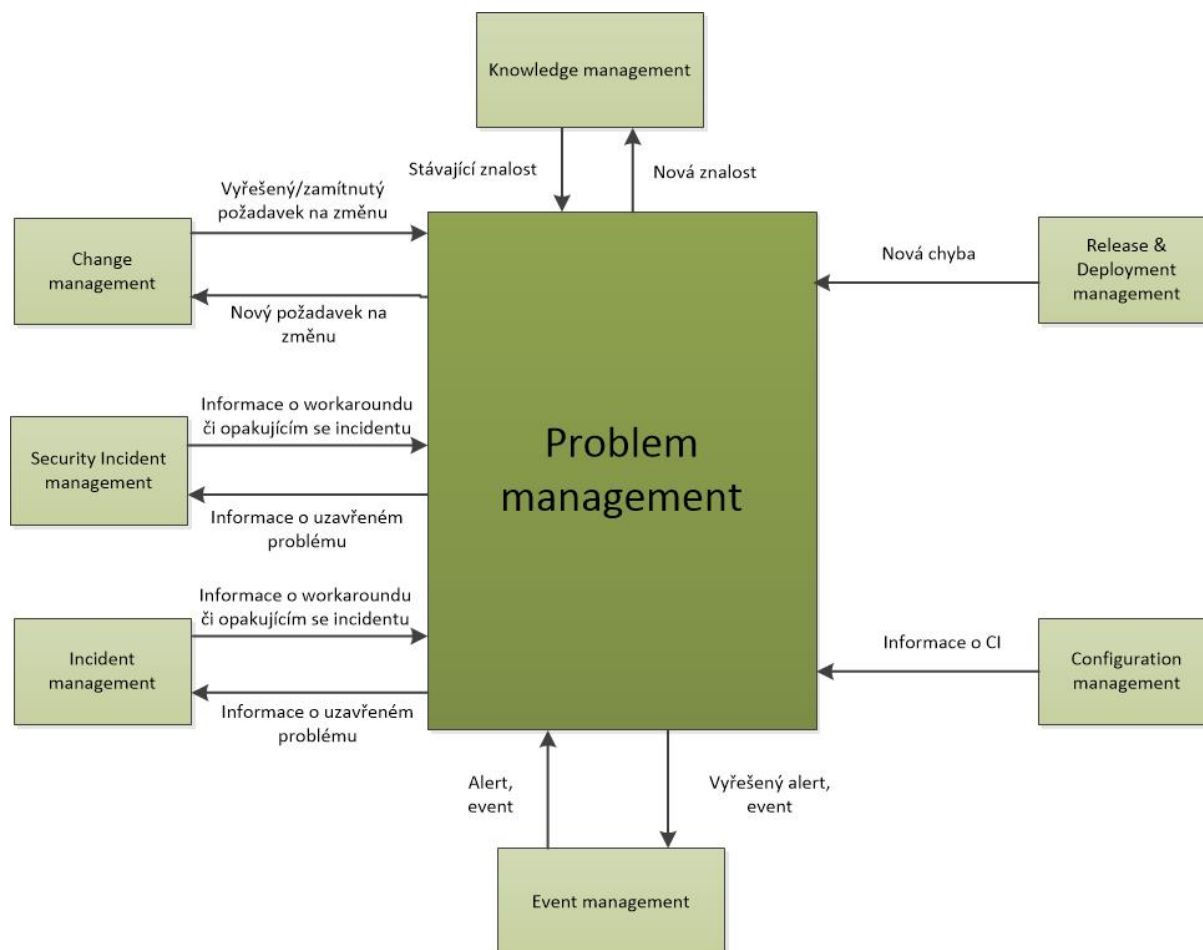 Knowledge management
Stávající znalost
Nová znalost
Vyřešený/zamítnutý
požadavek na změnu
Change
management
Nový požadavek na
změnu
Nová chyba
Release &
Deployment
management
Informace o workaroundu
či opakujícím se incidentu
Security Incident
management
Informace o uzavřeném
problému
Problem
management
Informace o workaroundu
či opakujícím se incidentu
Incident
management
Informace o uzavřeném
problému
Informace o CI
Configuration
management
Alert,
event
Vyřešený alert,
event
Event management